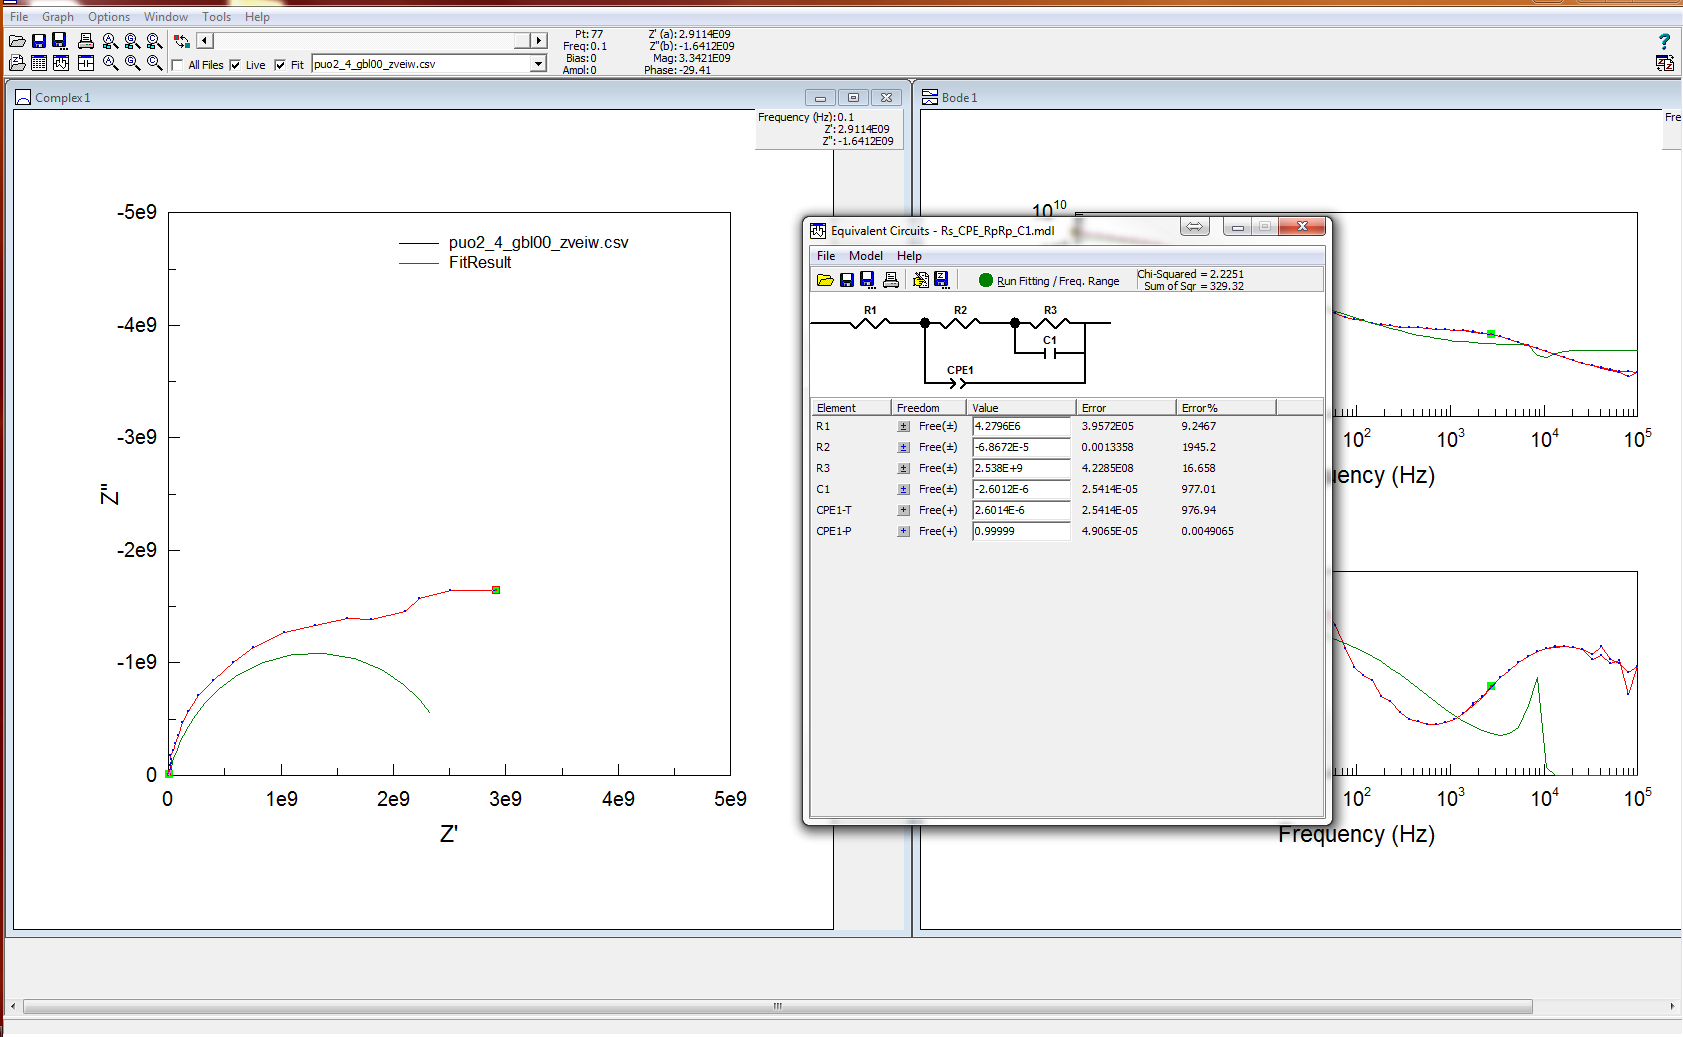 File Graph Options Window Tools Help
All Files Live Fit puo2_4_gbl00_zveiw.csv
Pt:77 Z' (a):2.9114E09
Freq:0.1 Z''(b):-1.6412E09
Bias:0 Mag:3.3421E09
Ampl:0 Phase:-29.41
Complex1
Frequency (Hz):0.1
Z':2.9114E09
Z'':-1.6412E09
-5e9
-4e9
-3e9
-2e9
-1e9
0
Z''
puo2_4_gbl00_zveiw.csv
FitResult
0 1e9 2e9 3e9 4e9 5e9
Z'
Bode1
Fre
10^10
Equivalent Circuits - Rs_CPE_RpRp_C1.mdl
File Model Help
Run Fitting / Freq. Range
Chi-Squared = 2.2251
Sum of Sqr = 329.32
R1 R2 R3
C1
CPE1
Element Freedom Value Error Error%
R1 ± Free(±) 4.2796E6 3.9572E05 9.2467
R2 ± Free(±) -6.8672E-5 0.0013358 1945.2
R3 ± Free(±) 2.538E+9 4.2285E08 16.658
C1 ± Free(±) -2.6012E-6 2.5414E-05 977.01
CPE1-T + Free(+) 2.6014E-6 2.5414E-05 976.94
CPE1-P + Free(+) 0.99999 4.9065E-05 0.0049065
10^2 10^3 10^4 10^5
uency (Hz)
10^2 10^3 10^4 10^5
Frequency (Hz)